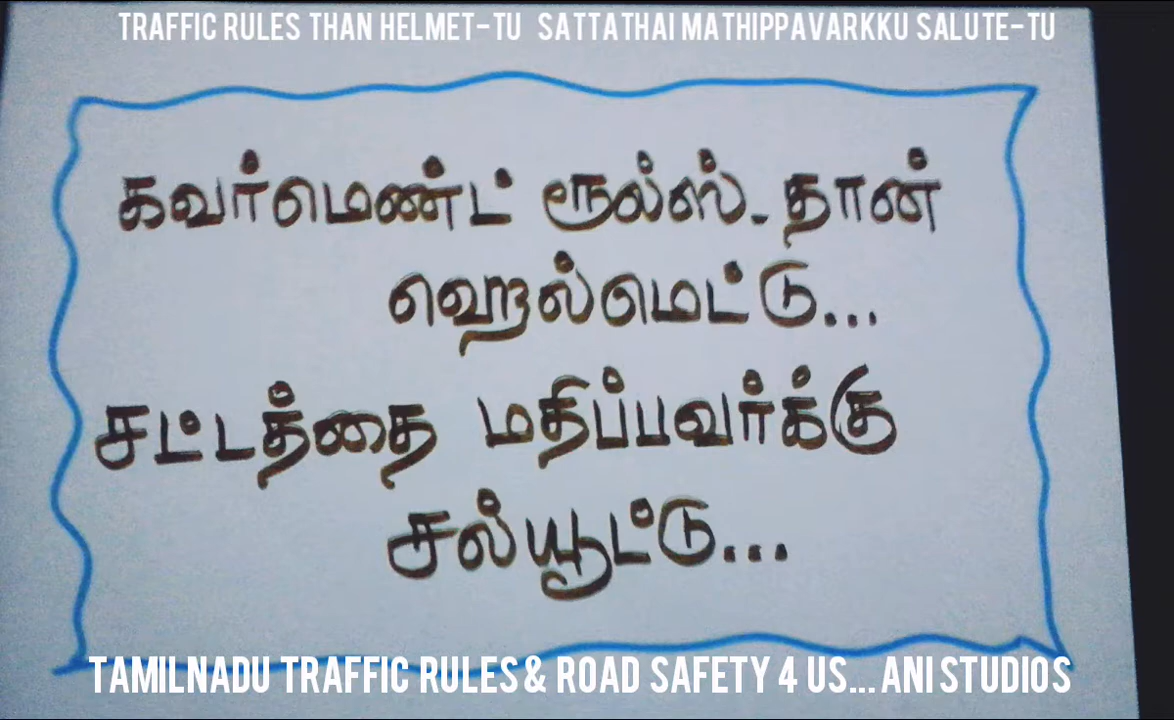 TRAFFIC RULES THAN HELMET-TU SATTATHAI MATHIPPAVARKKU SALUTE-TU
கவர்மெண்ட் ரூல்ஸ்-தான்
ஹெல்மெட்டு...
சட்டத்தை மதிப்பவர்க்கு
சல்யூட்டு...
TAMILNADU TRAFFIC RULES & ROAD SAFETY 4 US... ANI STUDIOS